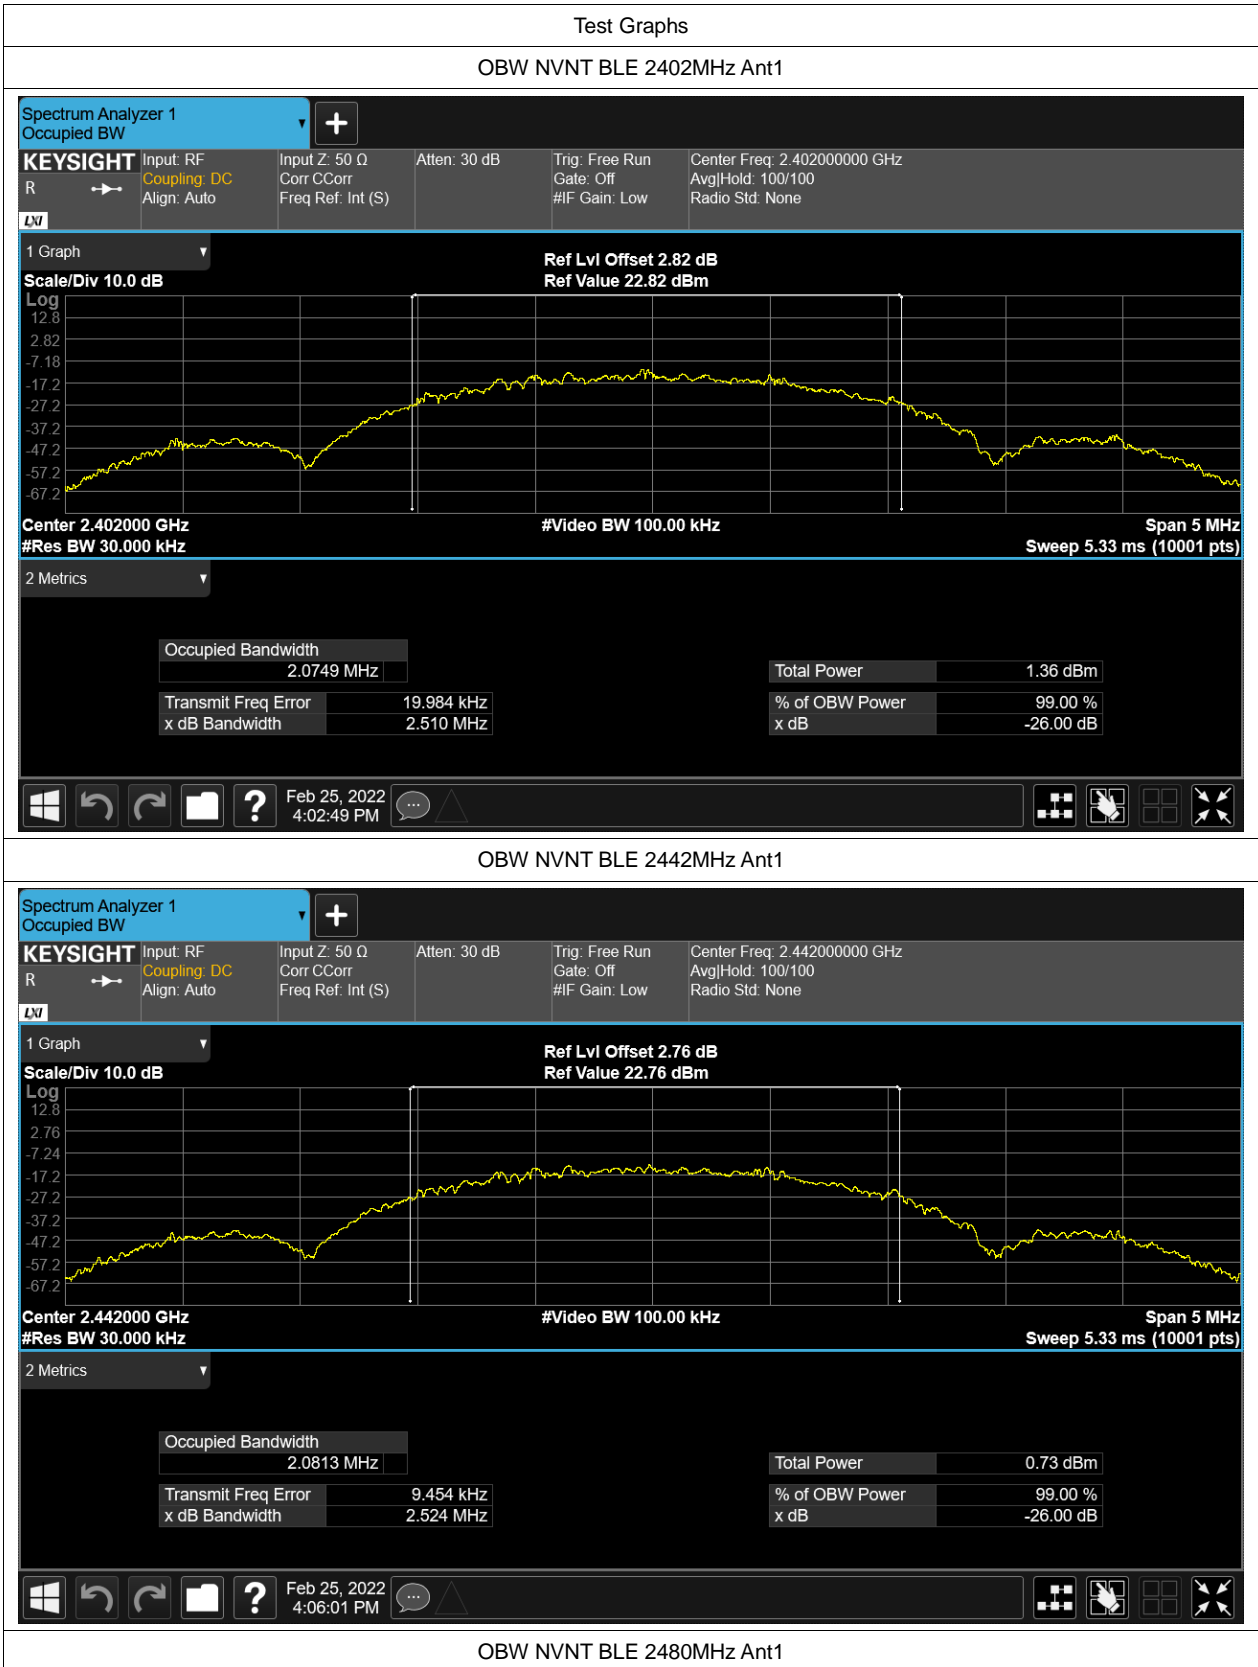 Test Graphs
OBW NVNT BLE 2402MHz Ant1
Spectrum Analyzer 1
Occupied BW
KEYSIGHT
R
LXI
Input: RF
Coupling: DC
Align: Auto
Input Z: 50 Ω
Corr CCorr
Freq Ref: Int (S)
Atten: 30 dB
Trig: Free Run
Gate: Off
#IF Gain: Low
Center Freq: 2.402000000 GHz
Avg|Hold: 100/100
Radio Std: None
1 Graph
Scale/Div 10.0 dB
Ref Lvl Offset 2.82 dB
Ref Value 22.82 dBm
Log
12.8
2.82
-7.18
-17.2
-27.2
-37.2
-47.2
-57.2
-67.2
Center 2.402000 GHz
#Video BW 100.00 kHz
Span 5 MHz
#Res BW 30.000 kHz
Sweep 5.33 ms (10001 pts)
2 Metrics
Occupied Bandwidth
2.0749 MHz
Total Power 1.36 dBm
Transmit Freq Error 19.984 kHz
% of OBW Power 99.00 %
x dB Bandwidth 2.510 MHz
x dB -26.00 dB
?
Feb 25, 2022
4:02:49 PM
OBW NVNT BLE 2442MHz Ant1
Spectrum Analyzer 1
Occupied BW
KEYSIGHT
R
LXI
Input: RF
Coupling: DC
Align: Auto
Input Z: 50 Ω
Corr CCorr
Freq Ref: Int (S)
Atten: 30 dB
Trig: Free Run
Gate: Off
#IF Gain: Low
Center Freq: 2.442000000 GHz
Avg|Hold: 100/100
Radio Std: None
1 Graph
Scale/Div 10.0 dB
Ref Lvl Offset 2.76 dB
Ref Value 22.76 dBm
Log
12.8
2.76
-7.24
-17.2
-27.2
-37.2
-47.2
-57.2
-67.2
Center 2.442000 GHz
#Video BW 100.00 kHz
Span 5 MHz
#Res BW 30.000 kHz
Sweep 5.33 ms (10001 pts)
2 Metrics
Occupied Bandwidth
2.0813 MHz
Total Power 0.73 dBm
Transmit Freq Error 9.454 kHz
% of OBW Power 99.00 %
x dB Bandwidth 2.524 MHz
x dB -26.00 dB
?
Feb 25, 2022
4:06:01 PM
OBW NVNT BLE 2480MHz Ant1